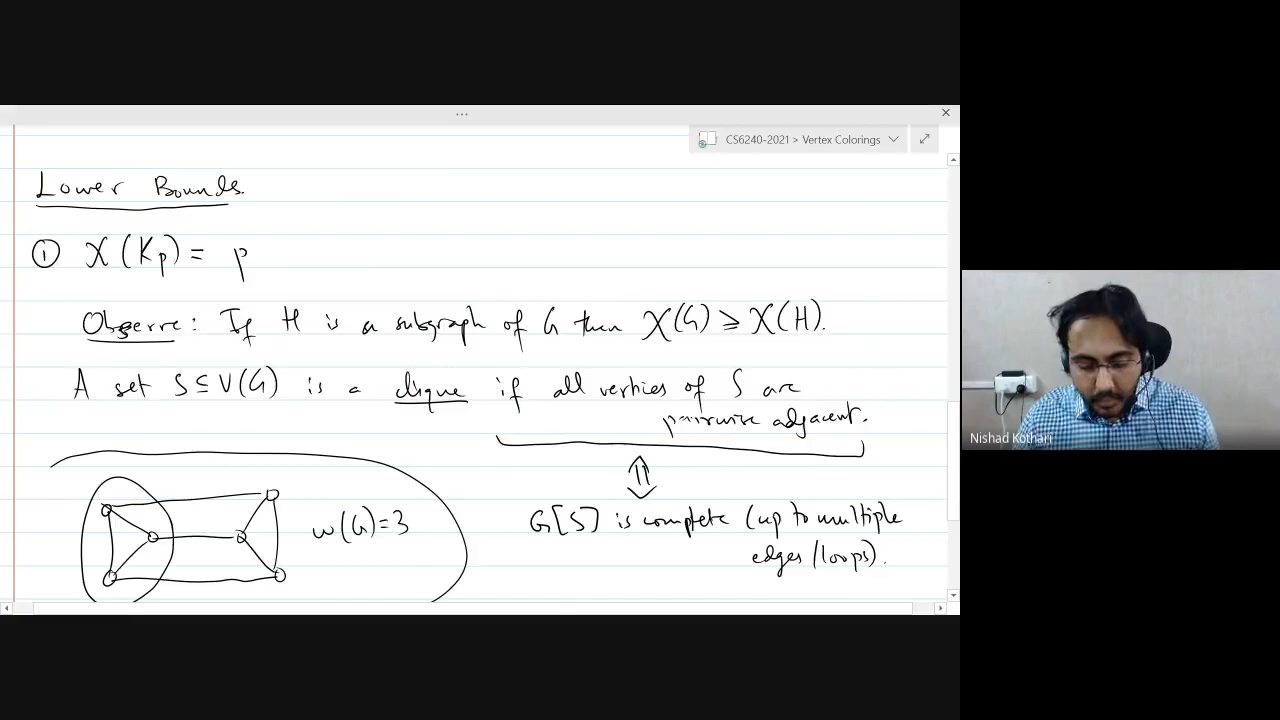 CS6240-2021 > Vertex Colorings
Lower Bounds.
① χ(Kp) = p
Observe: If H is a subgraph of G then χ(G) ≥ χ(H).
A set S ⊆ V(G) is a clique if all verties of S are
pairwise adjacent.
⇕
ω(G)=3
G[S] is complete (up to multiple
edges/loops).
Nishad Kothari